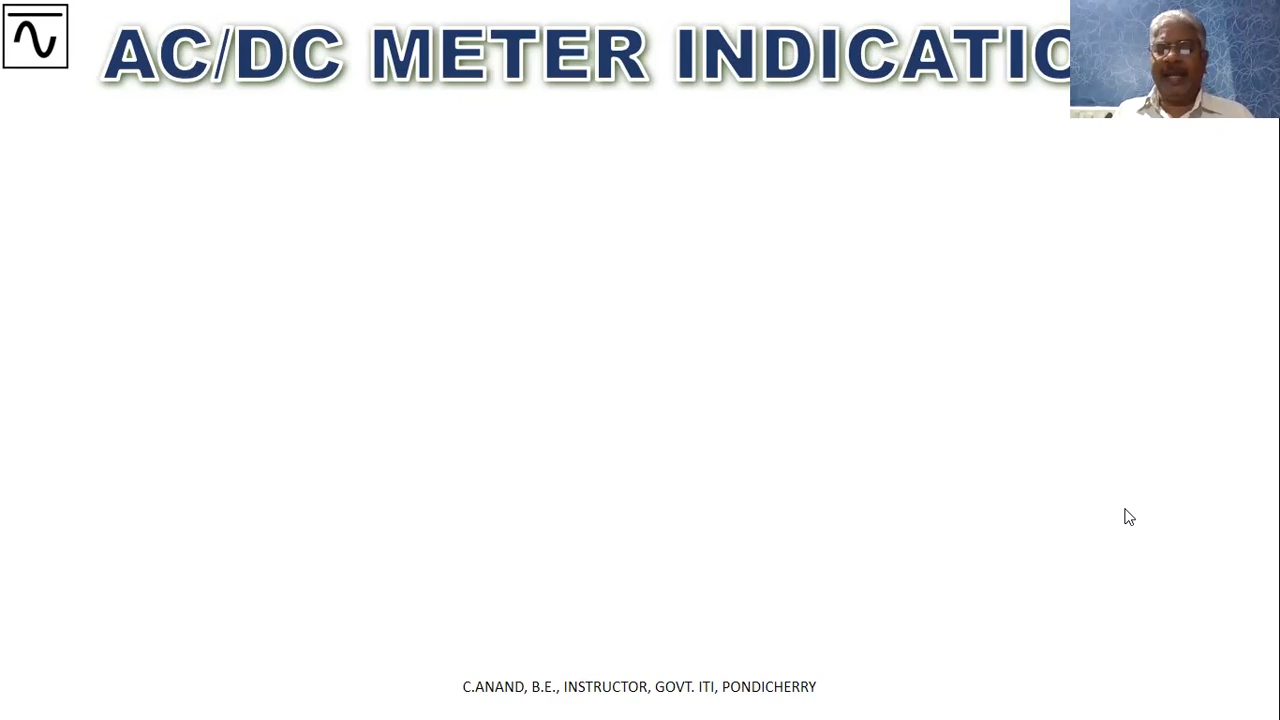 AC/DC METER INDICATIO
C.ANAND, B.E., INSTRUCTOR, GOVT. ITI, PONDICHERRY